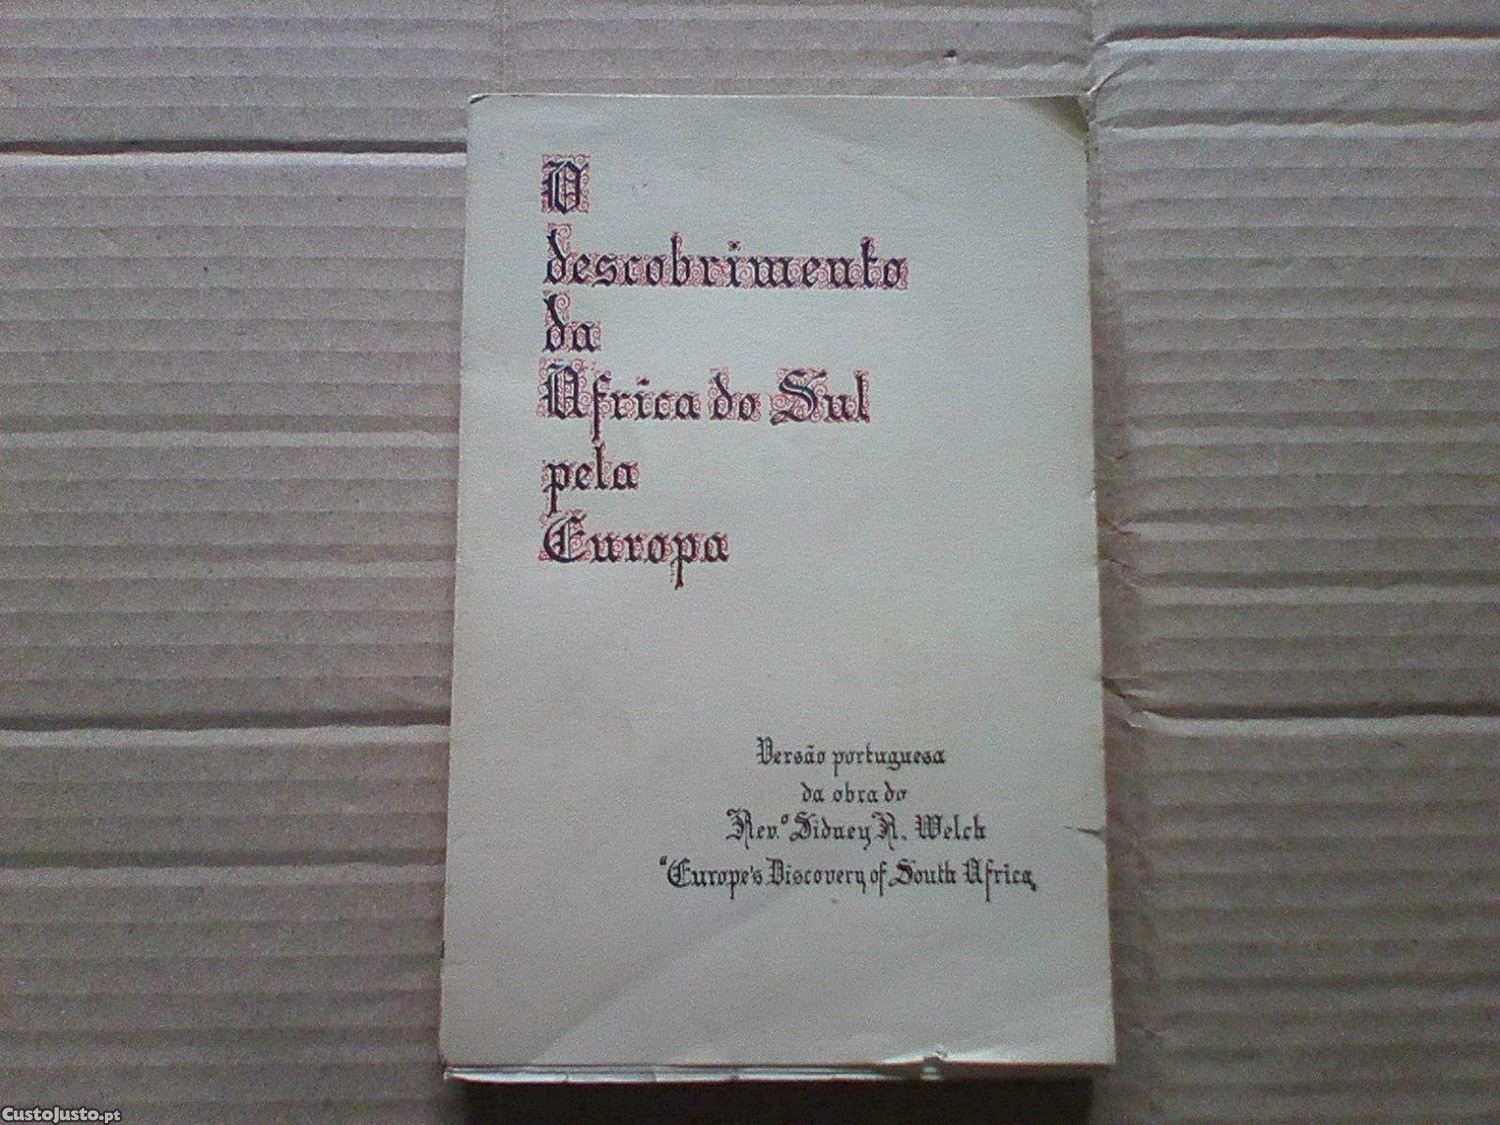 O
descobrimento
da
Africa do Sul
pela
Europa
Versão portuguesa
da obra do
Rev.º Sidney R. Welch
"Europe's Discovery of South Africa"
CustoJusto.pt